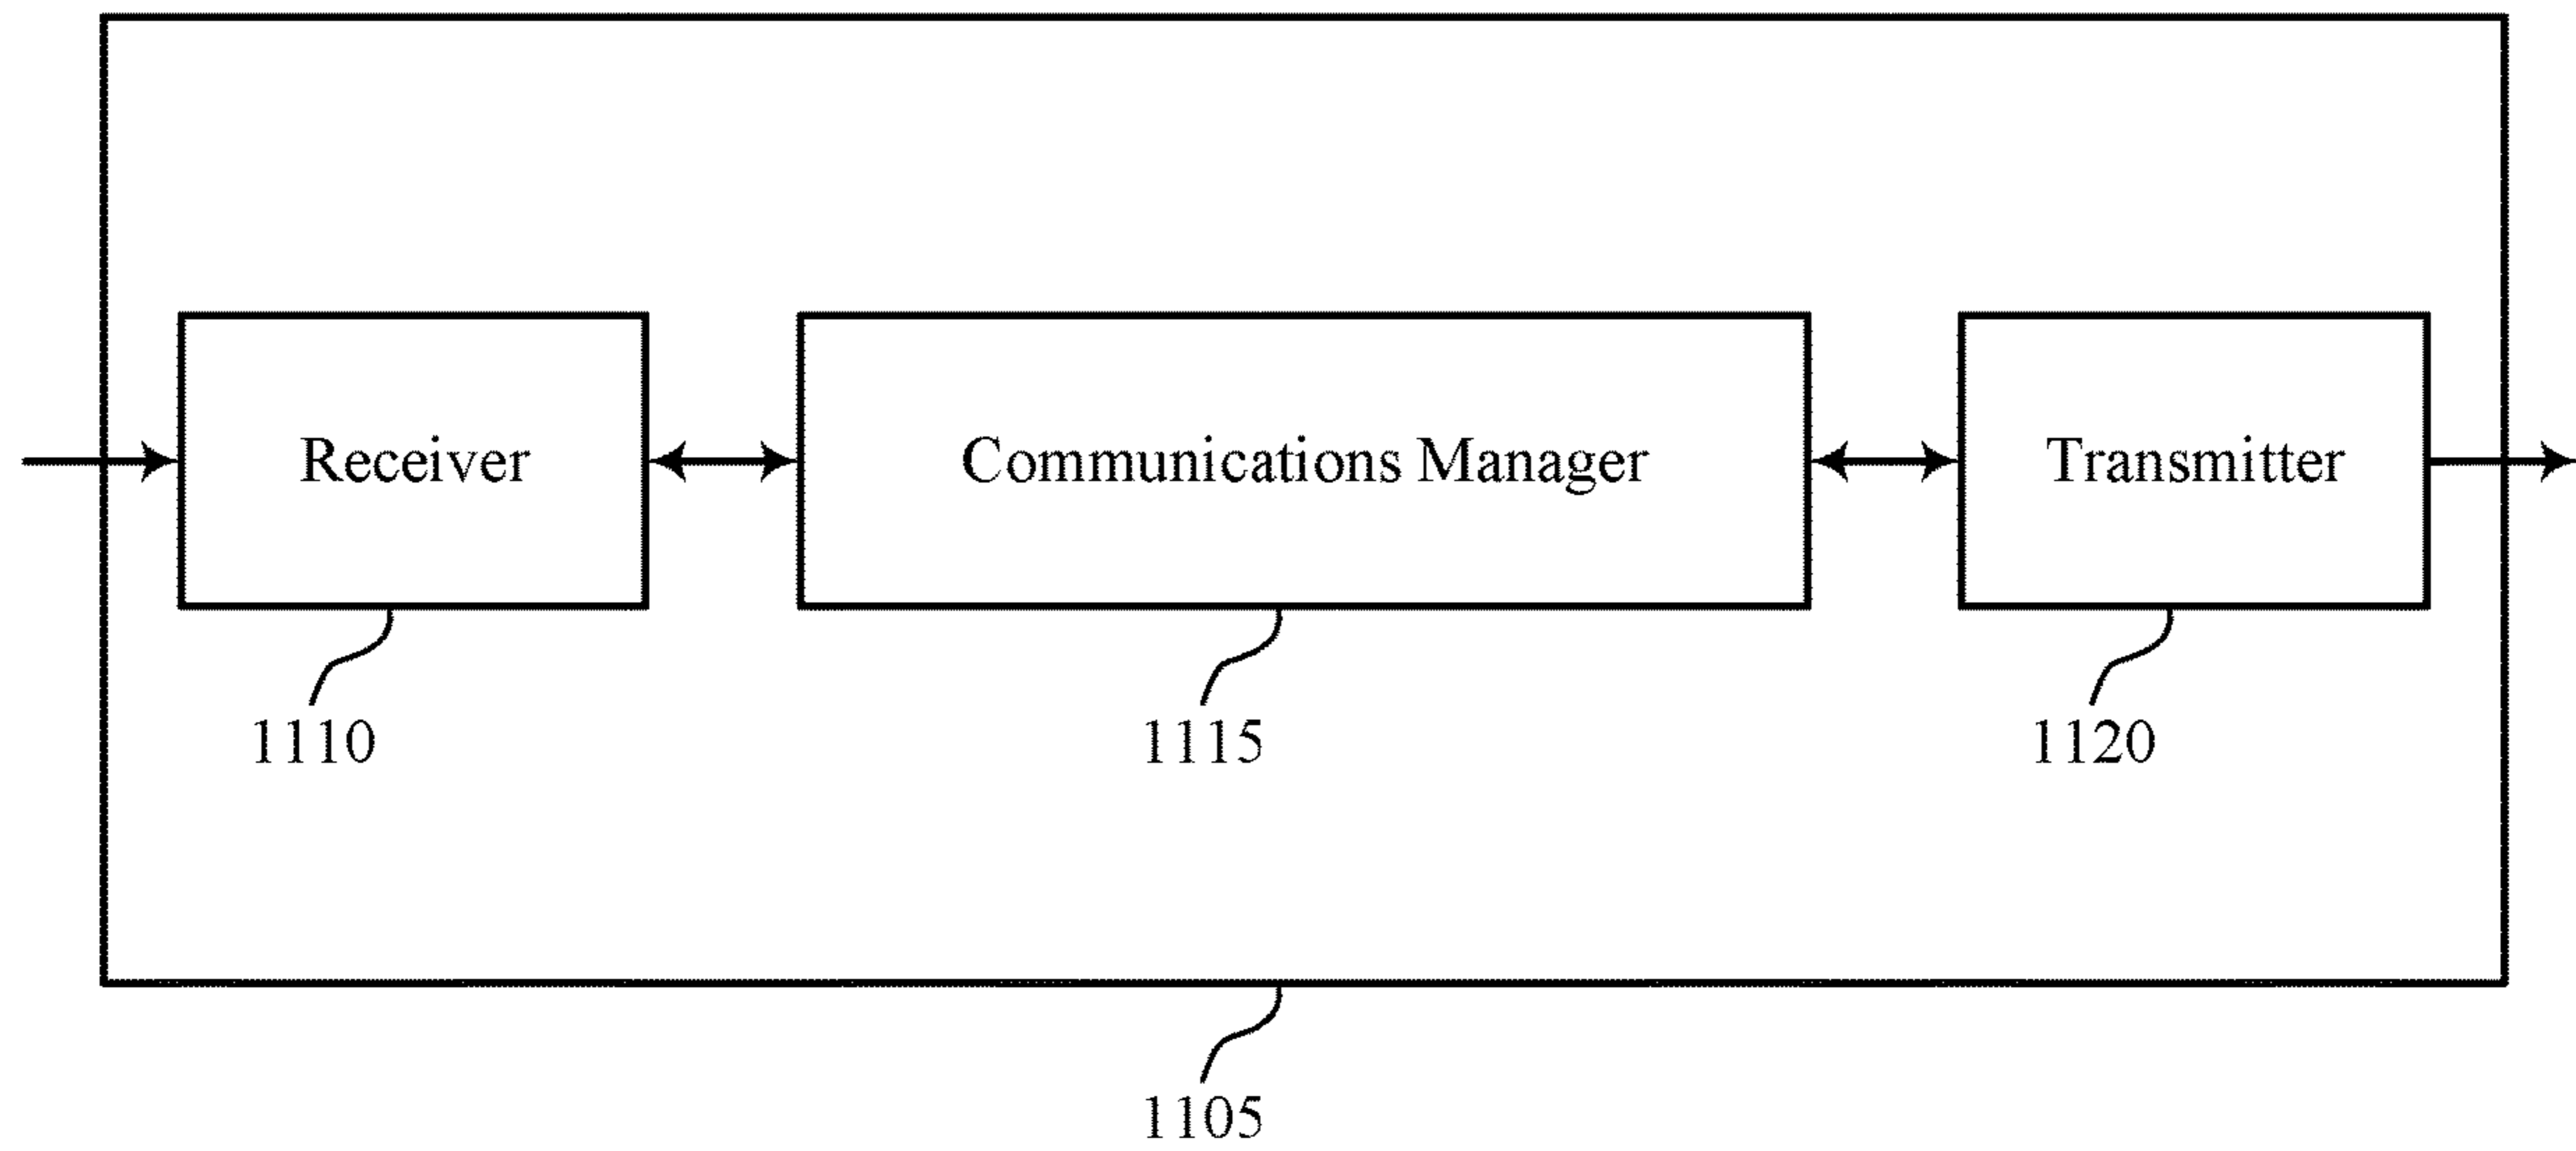 Receiver
Communications Manager
Transmitter
1110
1115
1120
1105